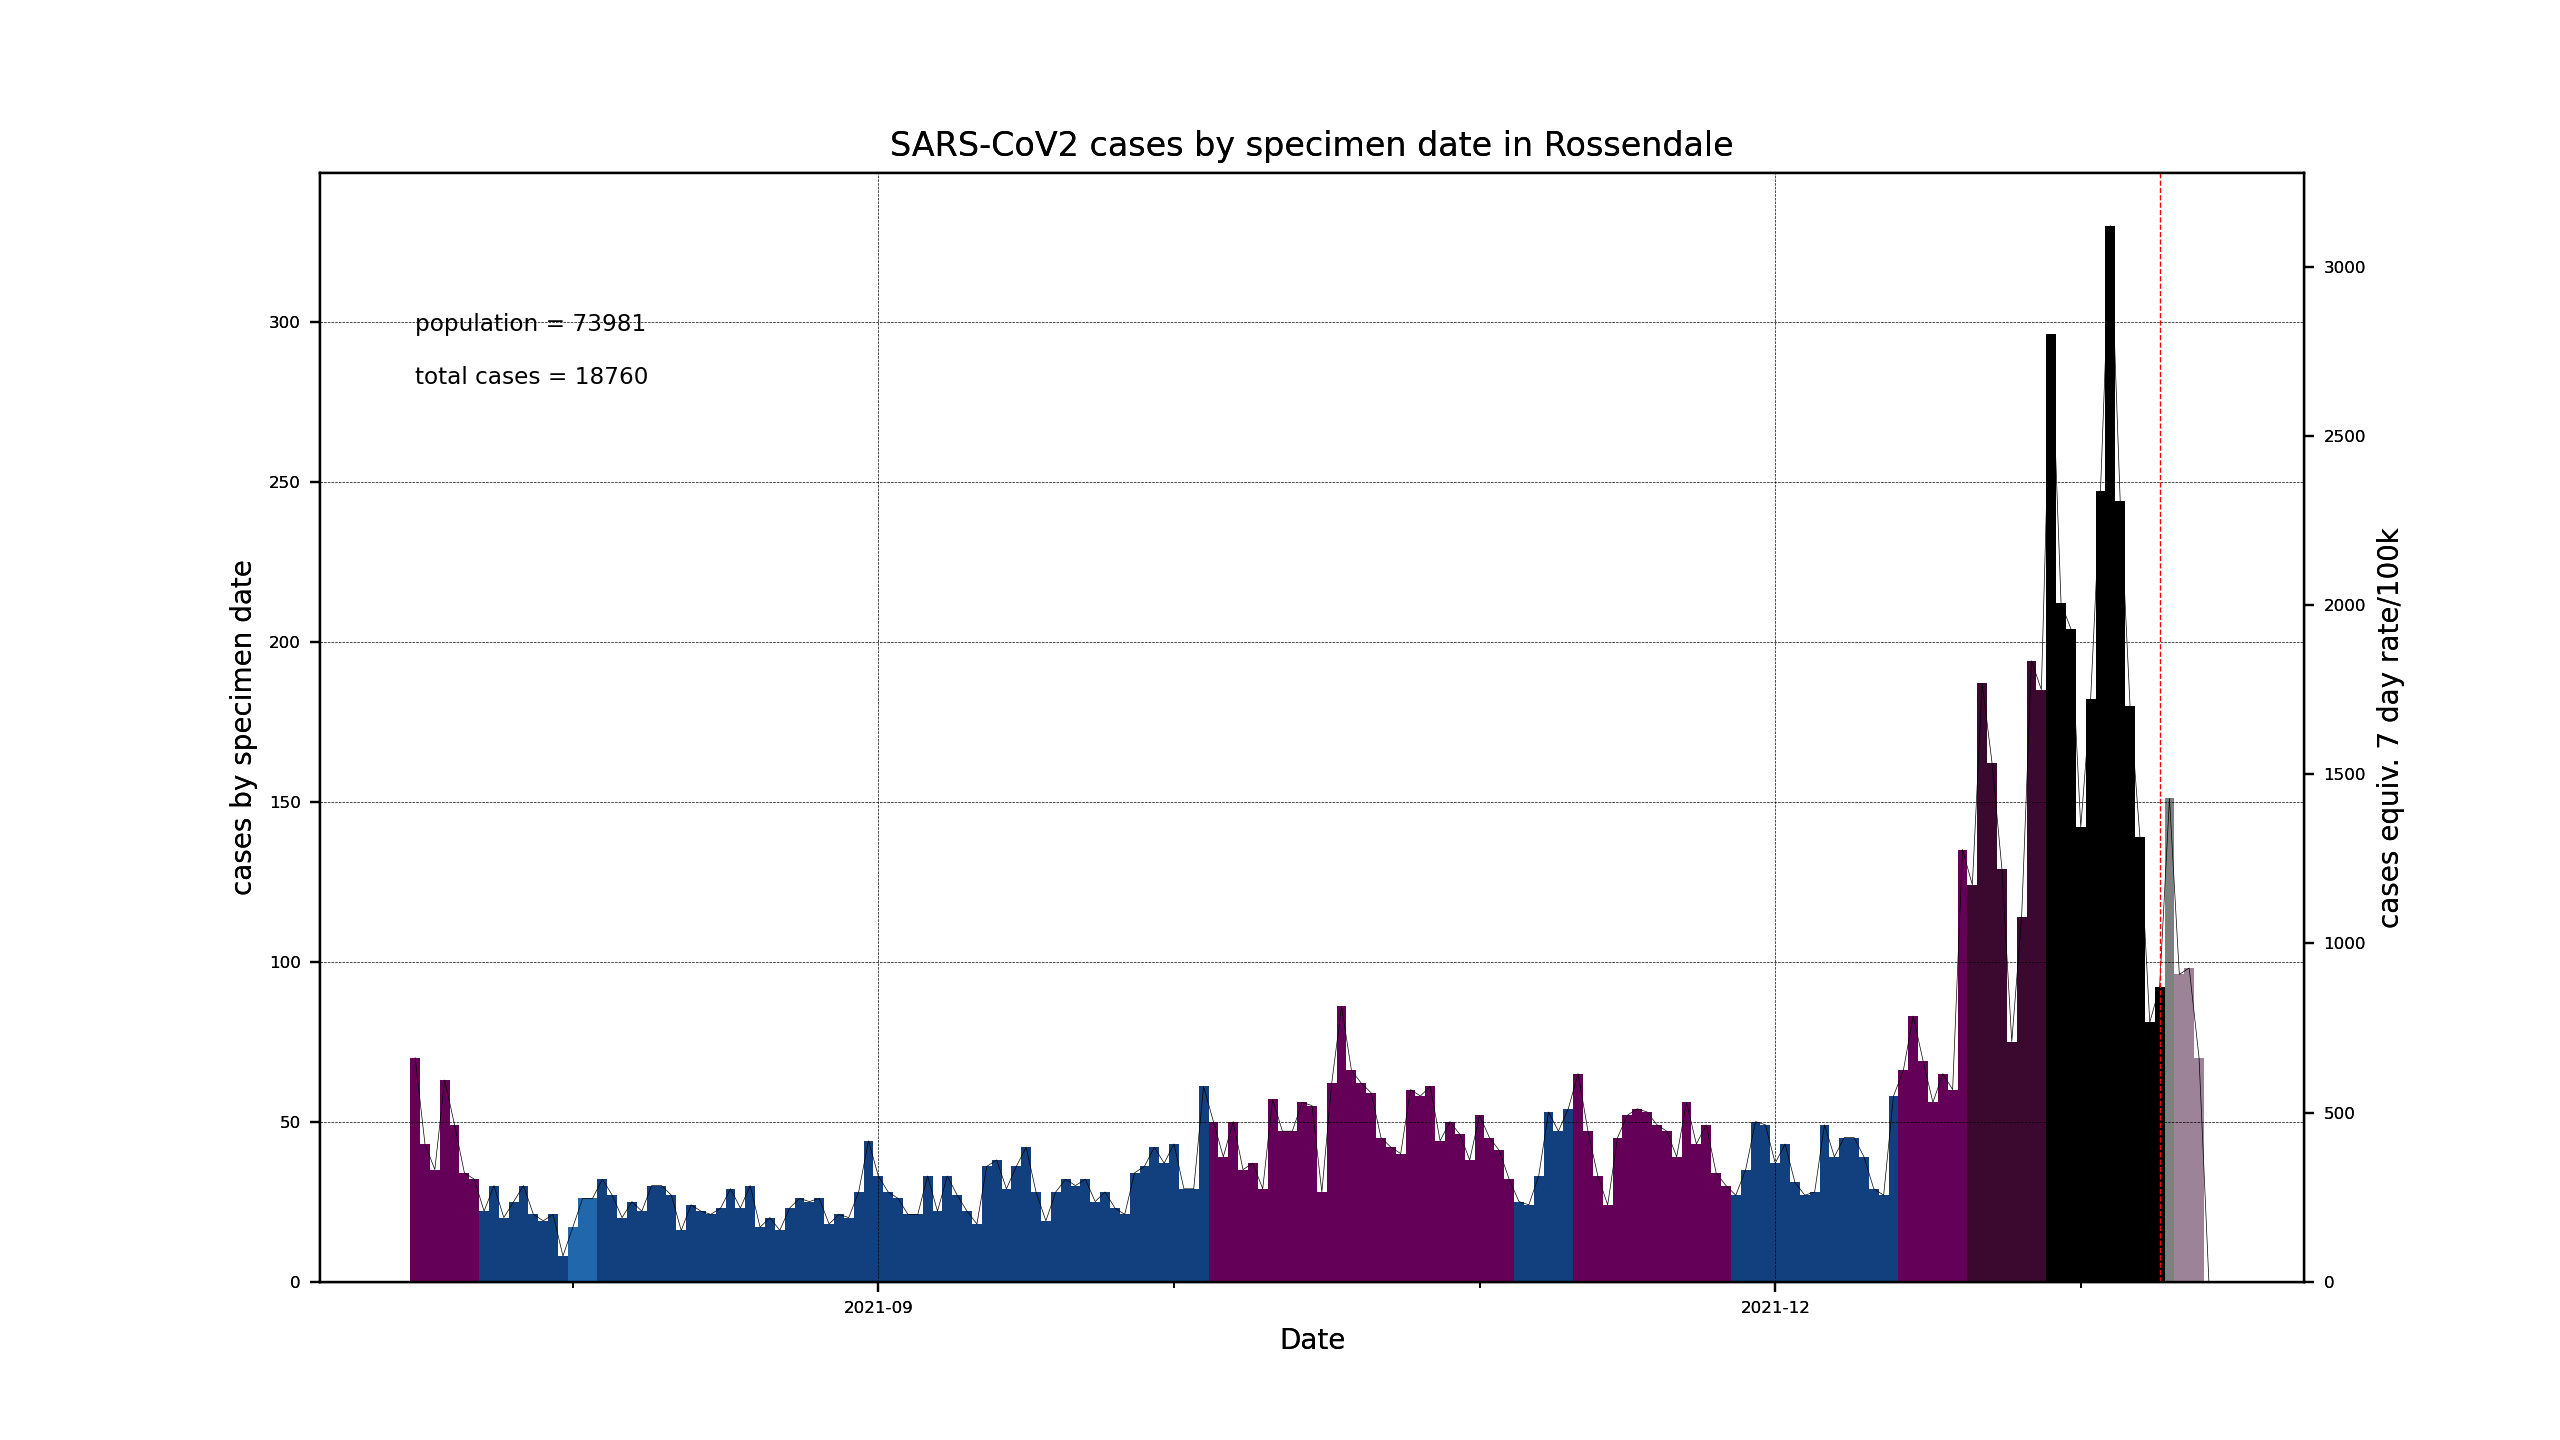 SARS-CoV2 cases by specimen date in Rossendale
population = 73981
total cases = 18760
cases by specimen date
300
250
200
150
100
50
0
3000
2500
2000
1500
1000
500
0
cases equiv. 7 day rate/100k
2021-09
2021-12
Date